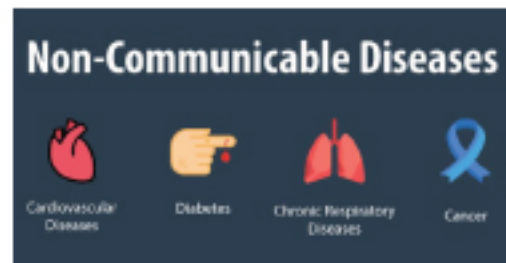 Non-Communicable Diseases
Cardiovascular
Diseases
Diabetes
Chronic Respiratory
Diseases
Cancer